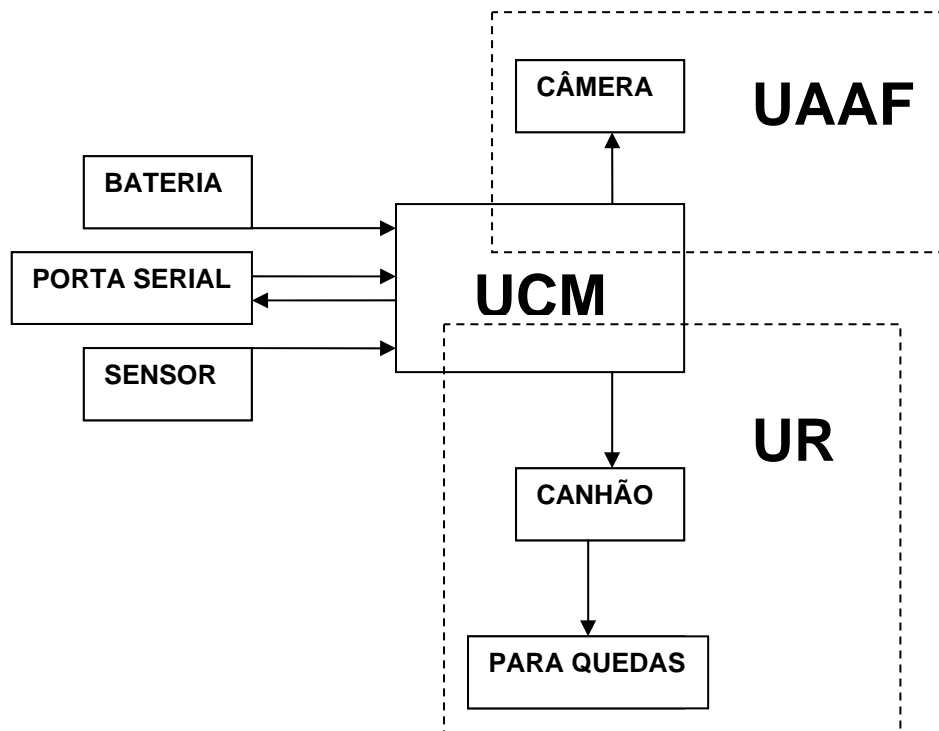 CÂMERA
UAAF
BATERIA
PORTA SERIAL
UCM
SENSOR
UR
CANHÃO
PARA QUEDAS